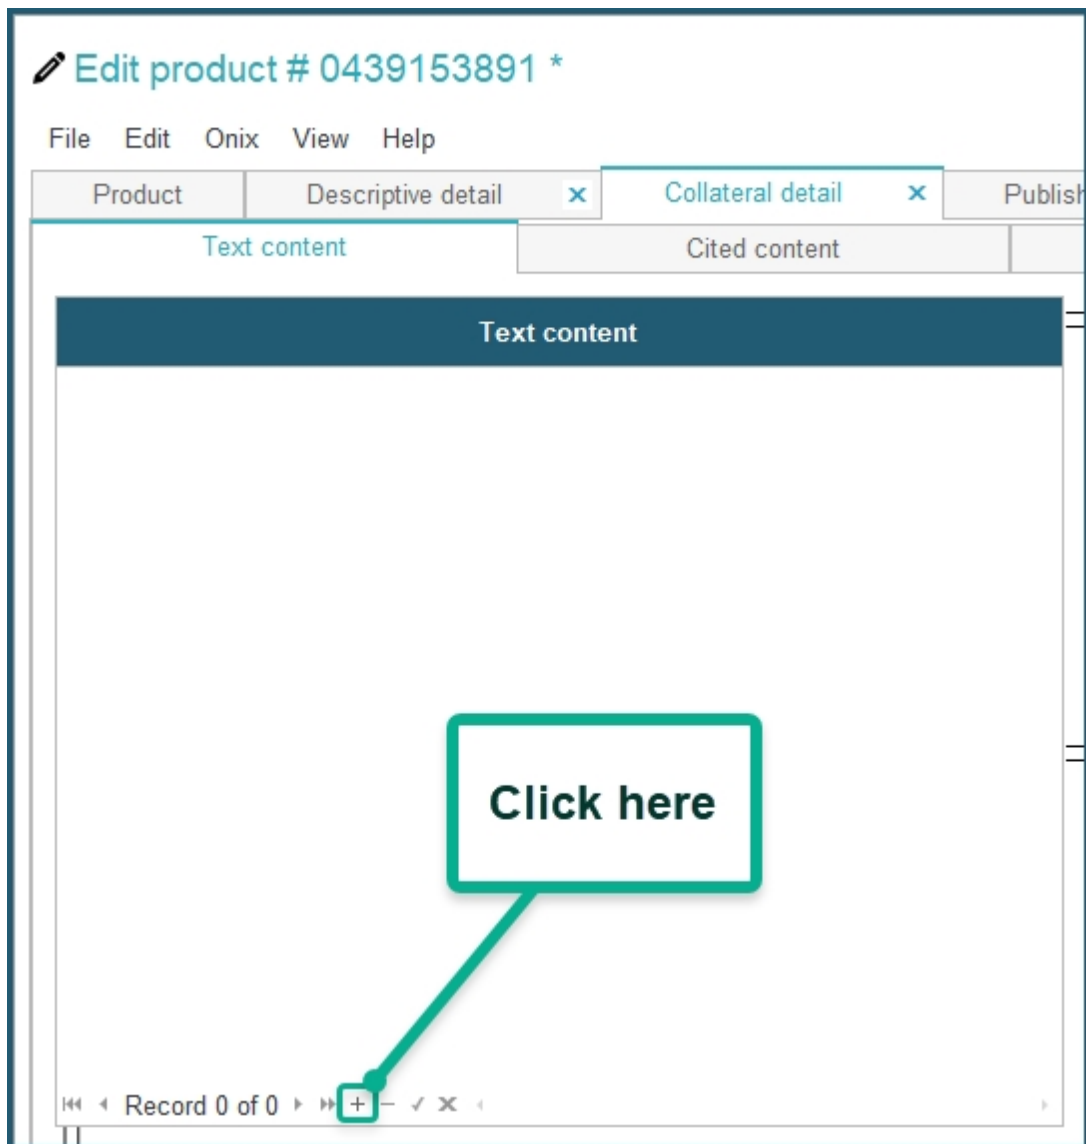 Edit product # 0439153891 *
File Edit Onix View Help
Product Descriptive detail Collateral detail
Text content Cited content
Text content
Click here
Record 0 of 0